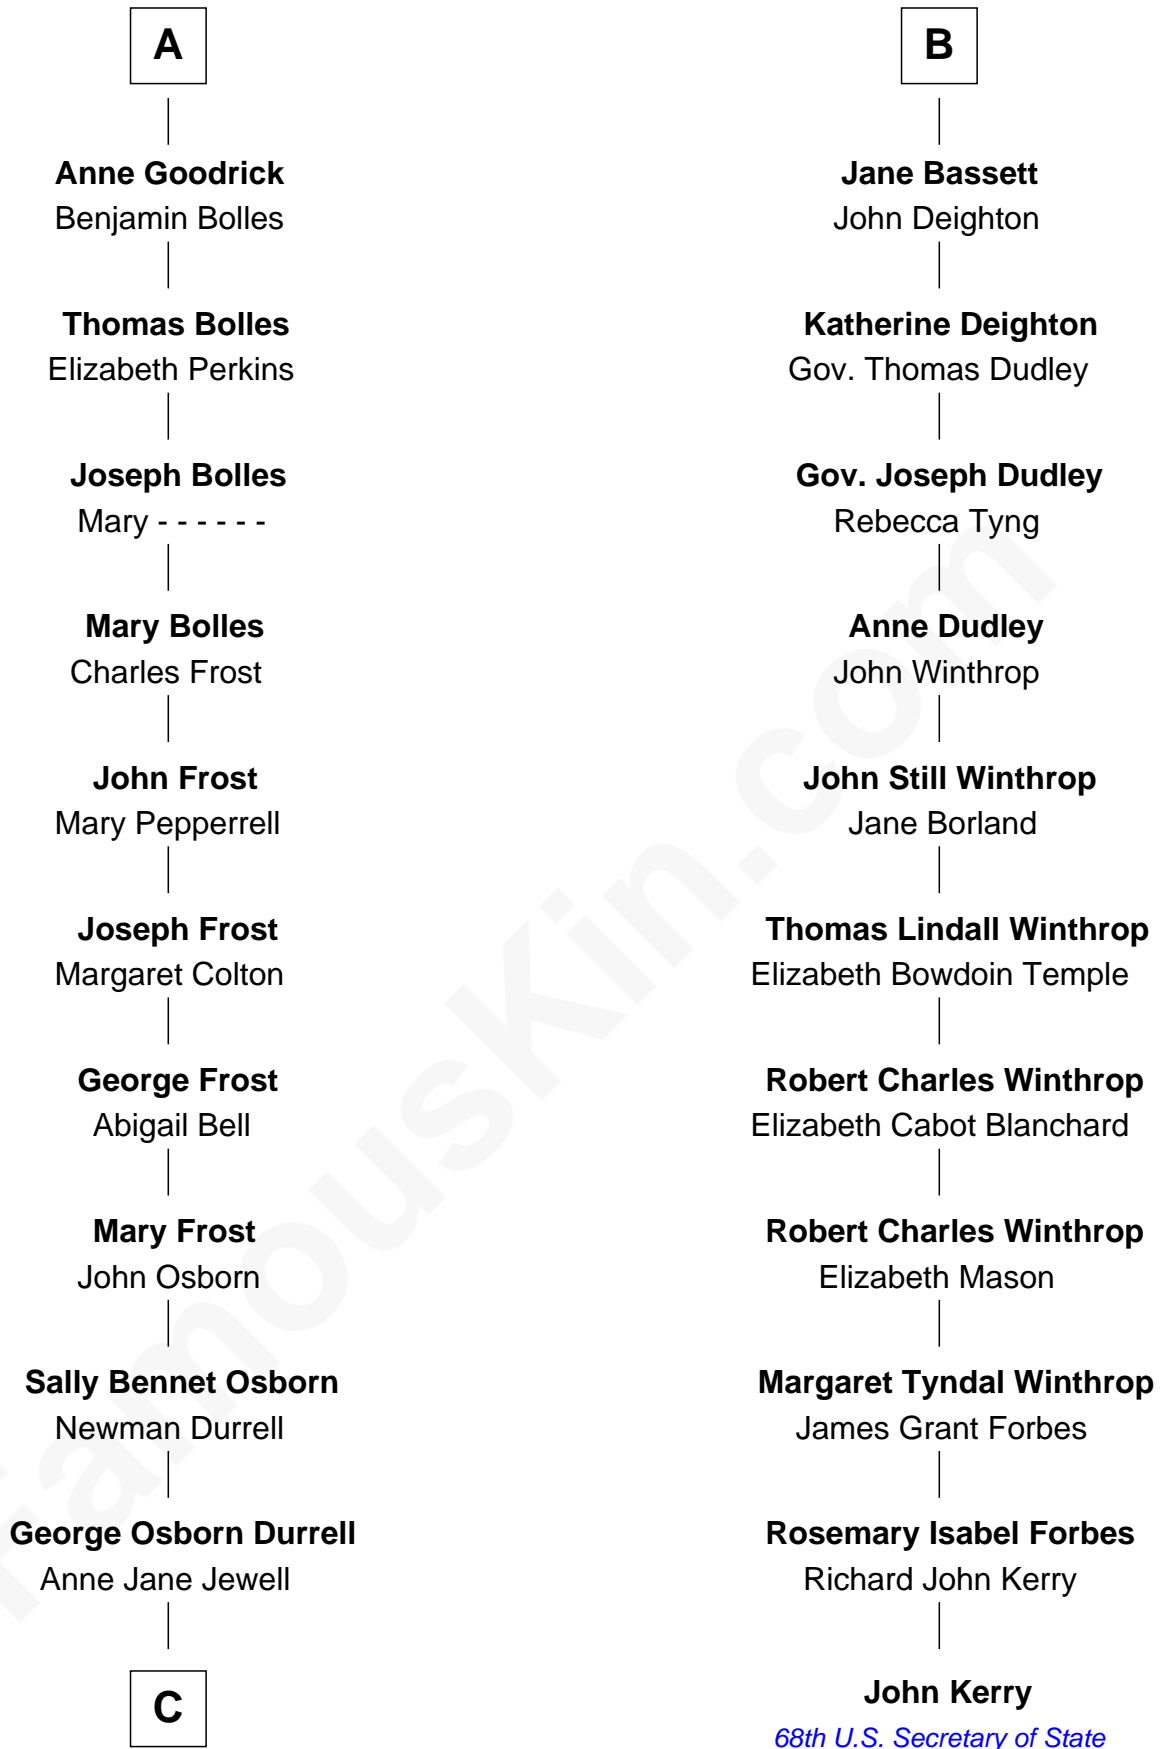 A
Anne Goodrick
Benjamin Bolles
Thomas Bolles
Elizabeth Perkins
Joseph Bolles
Mary - - - - - -
Mary Bolles
Charles Frost
John Frost
Mary Pepperrell
Joseph Frost
Margaret Colton
George Frost
Abigail Bell
Mary Frost
John Osborn
Sally Bennet Osborn
Newman Durrell
George Osborn Durrell
Anne Jane Jewell
C
B
Jane Bassett
John Deighton
Katherine Deighton
Gov. Thomas Dudley
Gov. Joseph Dudley
Rebecca Tyng
Anne Dudley
John Winthrop
John Still Winthrop
Jane Borland
Thomas Lindall Winthrop
Elizabeth Bowdoin Temple
Robert Charles Winthrop
Elizabeth Cabot Blanchard
Robert Charles Winthrop
Elizabeth Mason
Margaret Tyndal Winthrop
James Grant Forbes
Rosemary Isabel Forbes
Richard John Kerry
John Kerry
68th U.S. Secretary of State
FamousKin.com